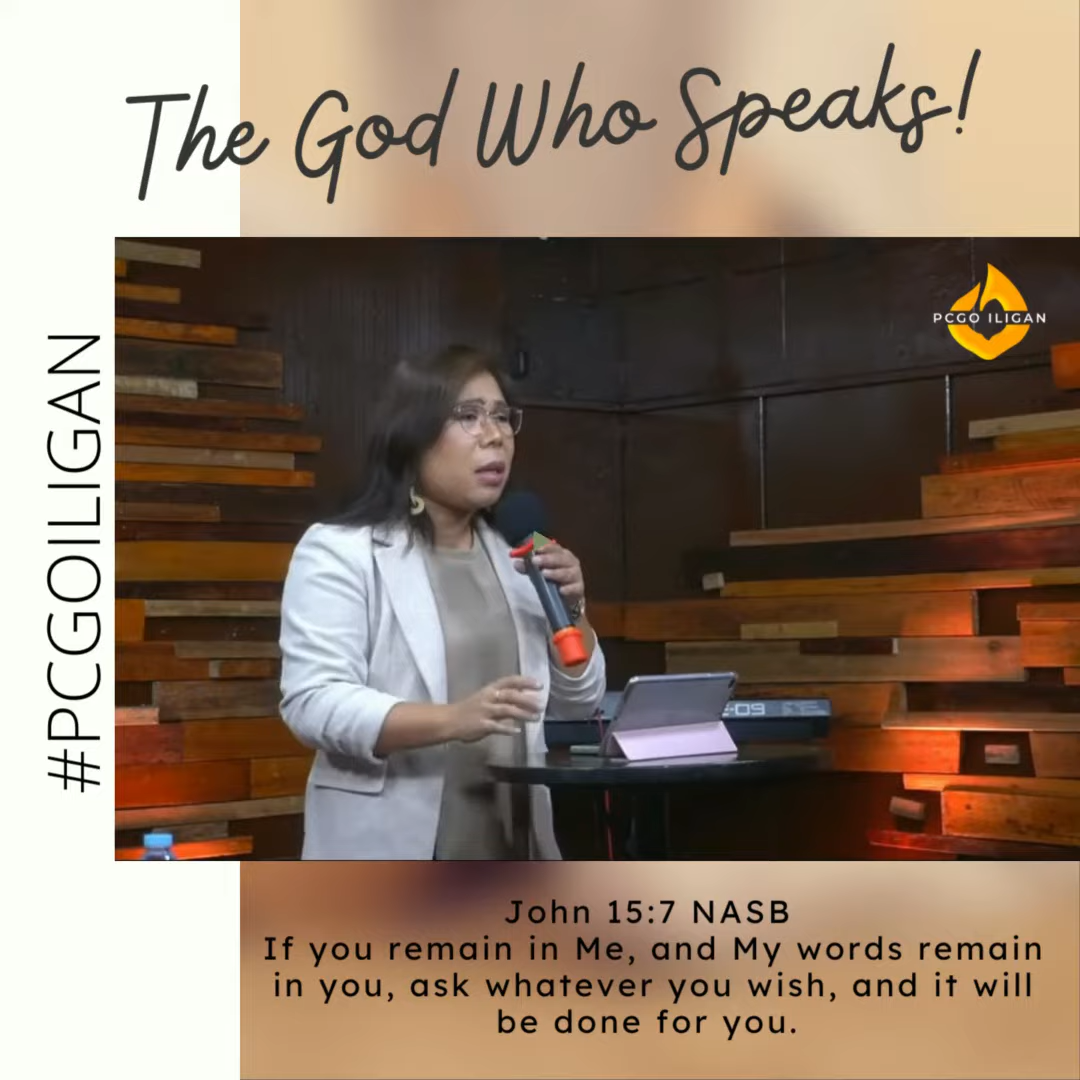 The God Who Speaks!
PCGO ILIGAN
#PCGOILIGAN
-09
John 15:7 NASB
If you remain in Me, and My words remain
in you, ask whatever you wish, and it will
be done for you.